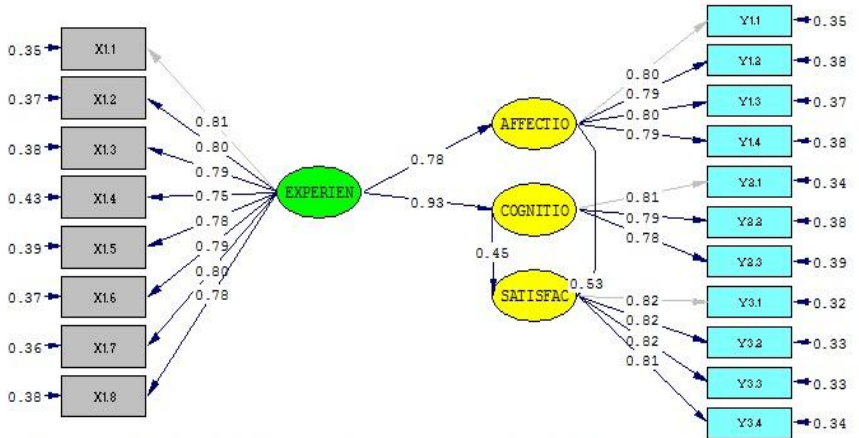 0.35
X1.1
0.37
X1.2
0.38
X1.3
0.43
X1.4
0.39
X1.5
0.37
X1.6
0.36
X1.7
0.38
X1.8
0.81
0.80
0.79
0.75
0.78
0.79
0.80
0.78
EXPERIEN
0.78
0.93
AFFECTIO
COGNITIO
0.45
SATISFAC
0.53
0.80
0.79
0.80
0.79
0.81
0.79
0.78
0.82
0.82
0.82
0.81
Y1.1
0.35
Y1.2
0.38
Y1.3
0.37
Y1.4
0.38
Y2.1
0.34
Y2.2
0.38
Y2.3
0.39
Y3.1
0.32
Y3.2
0.33
Y3.3
0.33
Y3.4
0.34